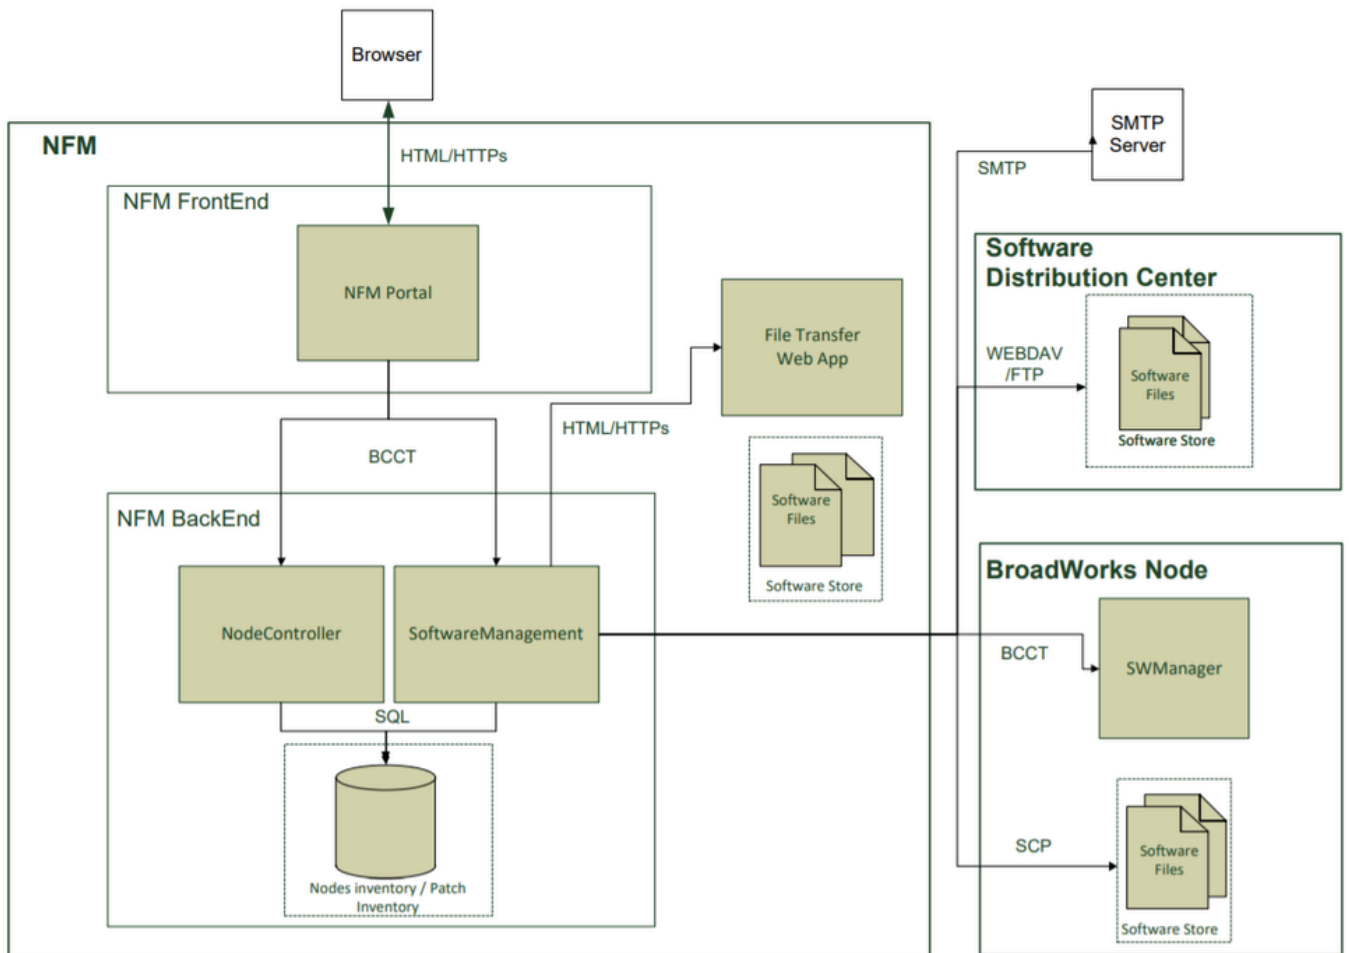 Browser
NFM
HTML/HTTPs
SMTP
Server
SMTP
NFM FrontEnd
NFM Portal
Software
Distribution Center
File Transfer
Web App
WEBDAV
/FTP
Software
Files
Software Store
HTML/HTTPs
BCCT
Software
Files
Software Store
NFM BackEnd
NodeController
SoftwareManagement
BroadWorks Node
BCCT
SWManager
SQL
Nodes inventory / Patch
Inventory
SCP
Software
Files
Software Store